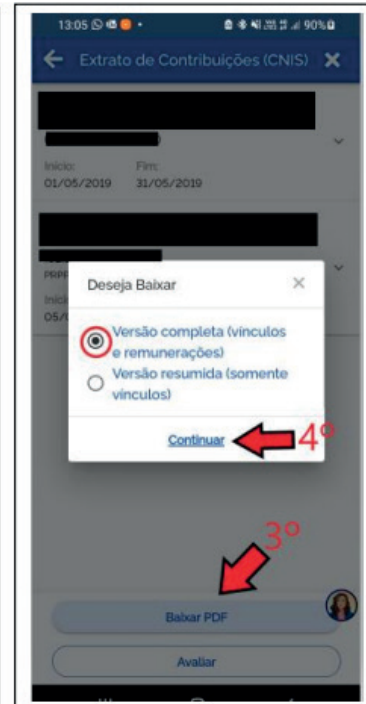 13:05
90%
Extrato de Contribuições (CNIS)
Início: Fim:
01/05/2019 31/05/2019
Deseja Baixar
Versão completa (vínculos
e remunerações)
Versão resumida (somente
vínculos)
Continuar
4º
3º
Baixar PDF
Avaliar